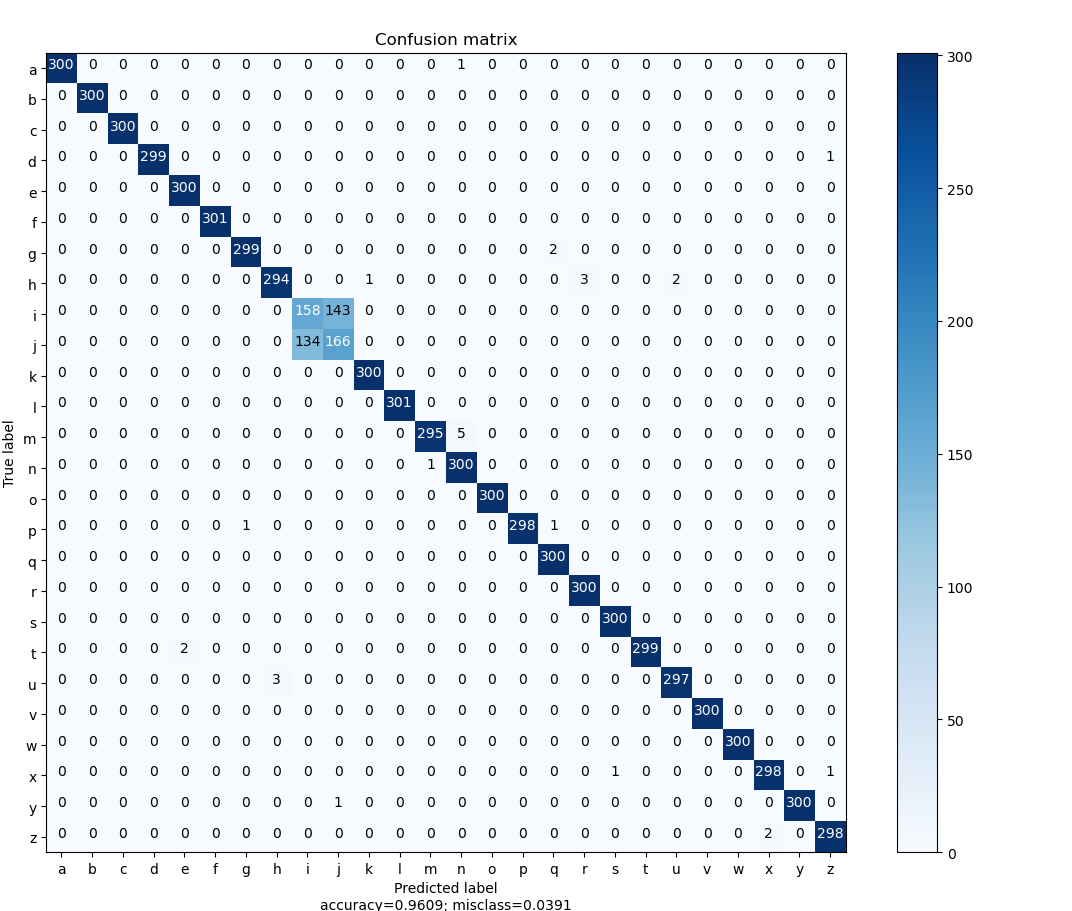 Confusion matrix
a 300 0 0 0 0 0 0 0 0 0 0 0 0 1 0 0 0 0 0 0 0 0 0 0 0 0
b 0 300 0 0 0 0 0 0 0 0 0 0 0 0 0 0 0 0 0 0 0 0 0 0 0 0
c 0 0 300 0 0 0 0 0 0 0 0 0 0 0 0 0 0 0 0 0 0 0 0 0 0 0
d 0 0 0 299 0 0 0 0 0 0 0 0 0 0 0 0 0 0 0 0 0 0 0 0 0 1
e 0 0 0 0 300 0 0 0 0 0 0 0 0 0 0 0 0 0 0 0 0 0 0 0 0 0
f 0 0 0 0 0 301 0 0 0 0 0 0 0 0 0 0 0 0 0 0 0 0 0 0 0 0
g 0 0 0 0 0 0 299 0 0 0 0 0 0 0 0 0 2 0 0 0 0 0 0 0 0 0
h 0 0 0 0 0 0 0 294 0 0 1 0 0 0 0 0 0 3 0 0 2 0 0 0 0 0
i 0 0 0 0 0 0 0 0 158 143 0 0 0 0 0 0 0 0 0 0 0 0 0 0 0 0
j 0 0 0 0 0 0 0 0 134 166 0 0 0 0 0 0 0 0 0 0 0 0 0 0 0 0
k 0 0 0 0 0 0 0 0 0 0 300 0 0 0 0 0 0 0 0 0 0 0 0 0 0 0
l 0 0 0 0 0 0 0 0 0 0 0 301 0 0 0 0 0 0 0 0 0 0 0 0 0 0
m 0 0 0 0 0 0 0 0 0 0 0 0 295 5 0 0 0 0 0 0 0 0 0 0 0 0
n 0 0 0 0 0 0 0 0 0 0 0 0 1 300 0 0 0 0 0 0 0 0 0 0 0 0
o 0 0 0 0 0 0 0 0 0 0 0 0 0 0 300 0 0 0 0 0 0 0 0 0 0 0
p 0 0 0 0 0 0 1 0 0 0 0 0 0 0 0 298 1 0 0 0 0 0 0 0 0 0
q 0 0 0 0 0 0 0 0 0 0 0 0 0 0 0 0 300 0 0 0 0 0 0 0 0 0
r 0 0 0 0 0 0 0 0 0 0 0 0 0 0 0 0 0 300 0 0 0 0 0 0 0 0
s 0 0 0 0 0 0 0 0 0 0 0 0 0 0 0 0 0 0 300 0 0 0 0 0 0 0
t 0 0 0 0 2 0 0 0 0 0 0 0 0 0 0 0 0 0 0 299 0 0 0 0 0 0
u 0 0 0 0 0 0 0 3 0 0 0 0 0 0 0 0 0 0 0 0 297 0 0 0 0 0
v 0 0 0 0 0 0 0 0 0 0 0 0 0 0 0 0 0 0 0 0 0 300 0 0 0 0
w 0 0 0 0 0 0 0 0 0 0 0 0 0 0 0 0 0 0 0 0 0 0 300 0 0 0
x 0 0 0 0 0 0 0 0 0 0 0 0 0 0 0 0 0 0 1 0 0 0 0 298 0 1
y 0 0 0 0 0 0 0 0 0 1 0 0 0 0 0 0 0 0 0 0 0 0 0 0 300 0
z 0 0 0 0 0 0 0 0 0 0 0 0 0 0 0 0 0 0 0 0 0 0 0 2 0 298
a b c d e f g h i j k l m n o p q r s t u v w x y z
True label
Predicted label
accuracy=0.9609; misclass=0.0391
300
250
200
150
100
50
0